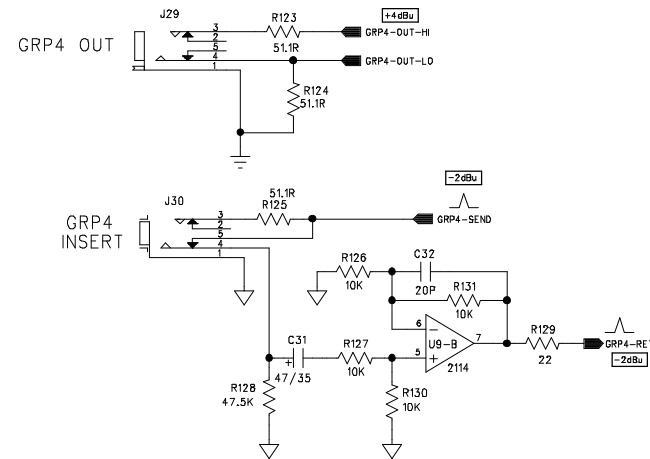 J29
GRP4 OUT
3
2
5
4
1
R123
51.1R
+4dBu
GRP4-OUT-HI
GRP4-OUT-LO
R124
51.1R
J30
GRP4
INSERT
3
2
5
4
1
51.1R
R125
-2dBu
GRP4-SEND
R126
10K
C32
20P
R131
10K
C31
+
47/35
R127
10K
6
-
5
+
U9-B
7
2114
R129
22
GRP4-RET
-2dBu
R128
47.5K
R130
10K